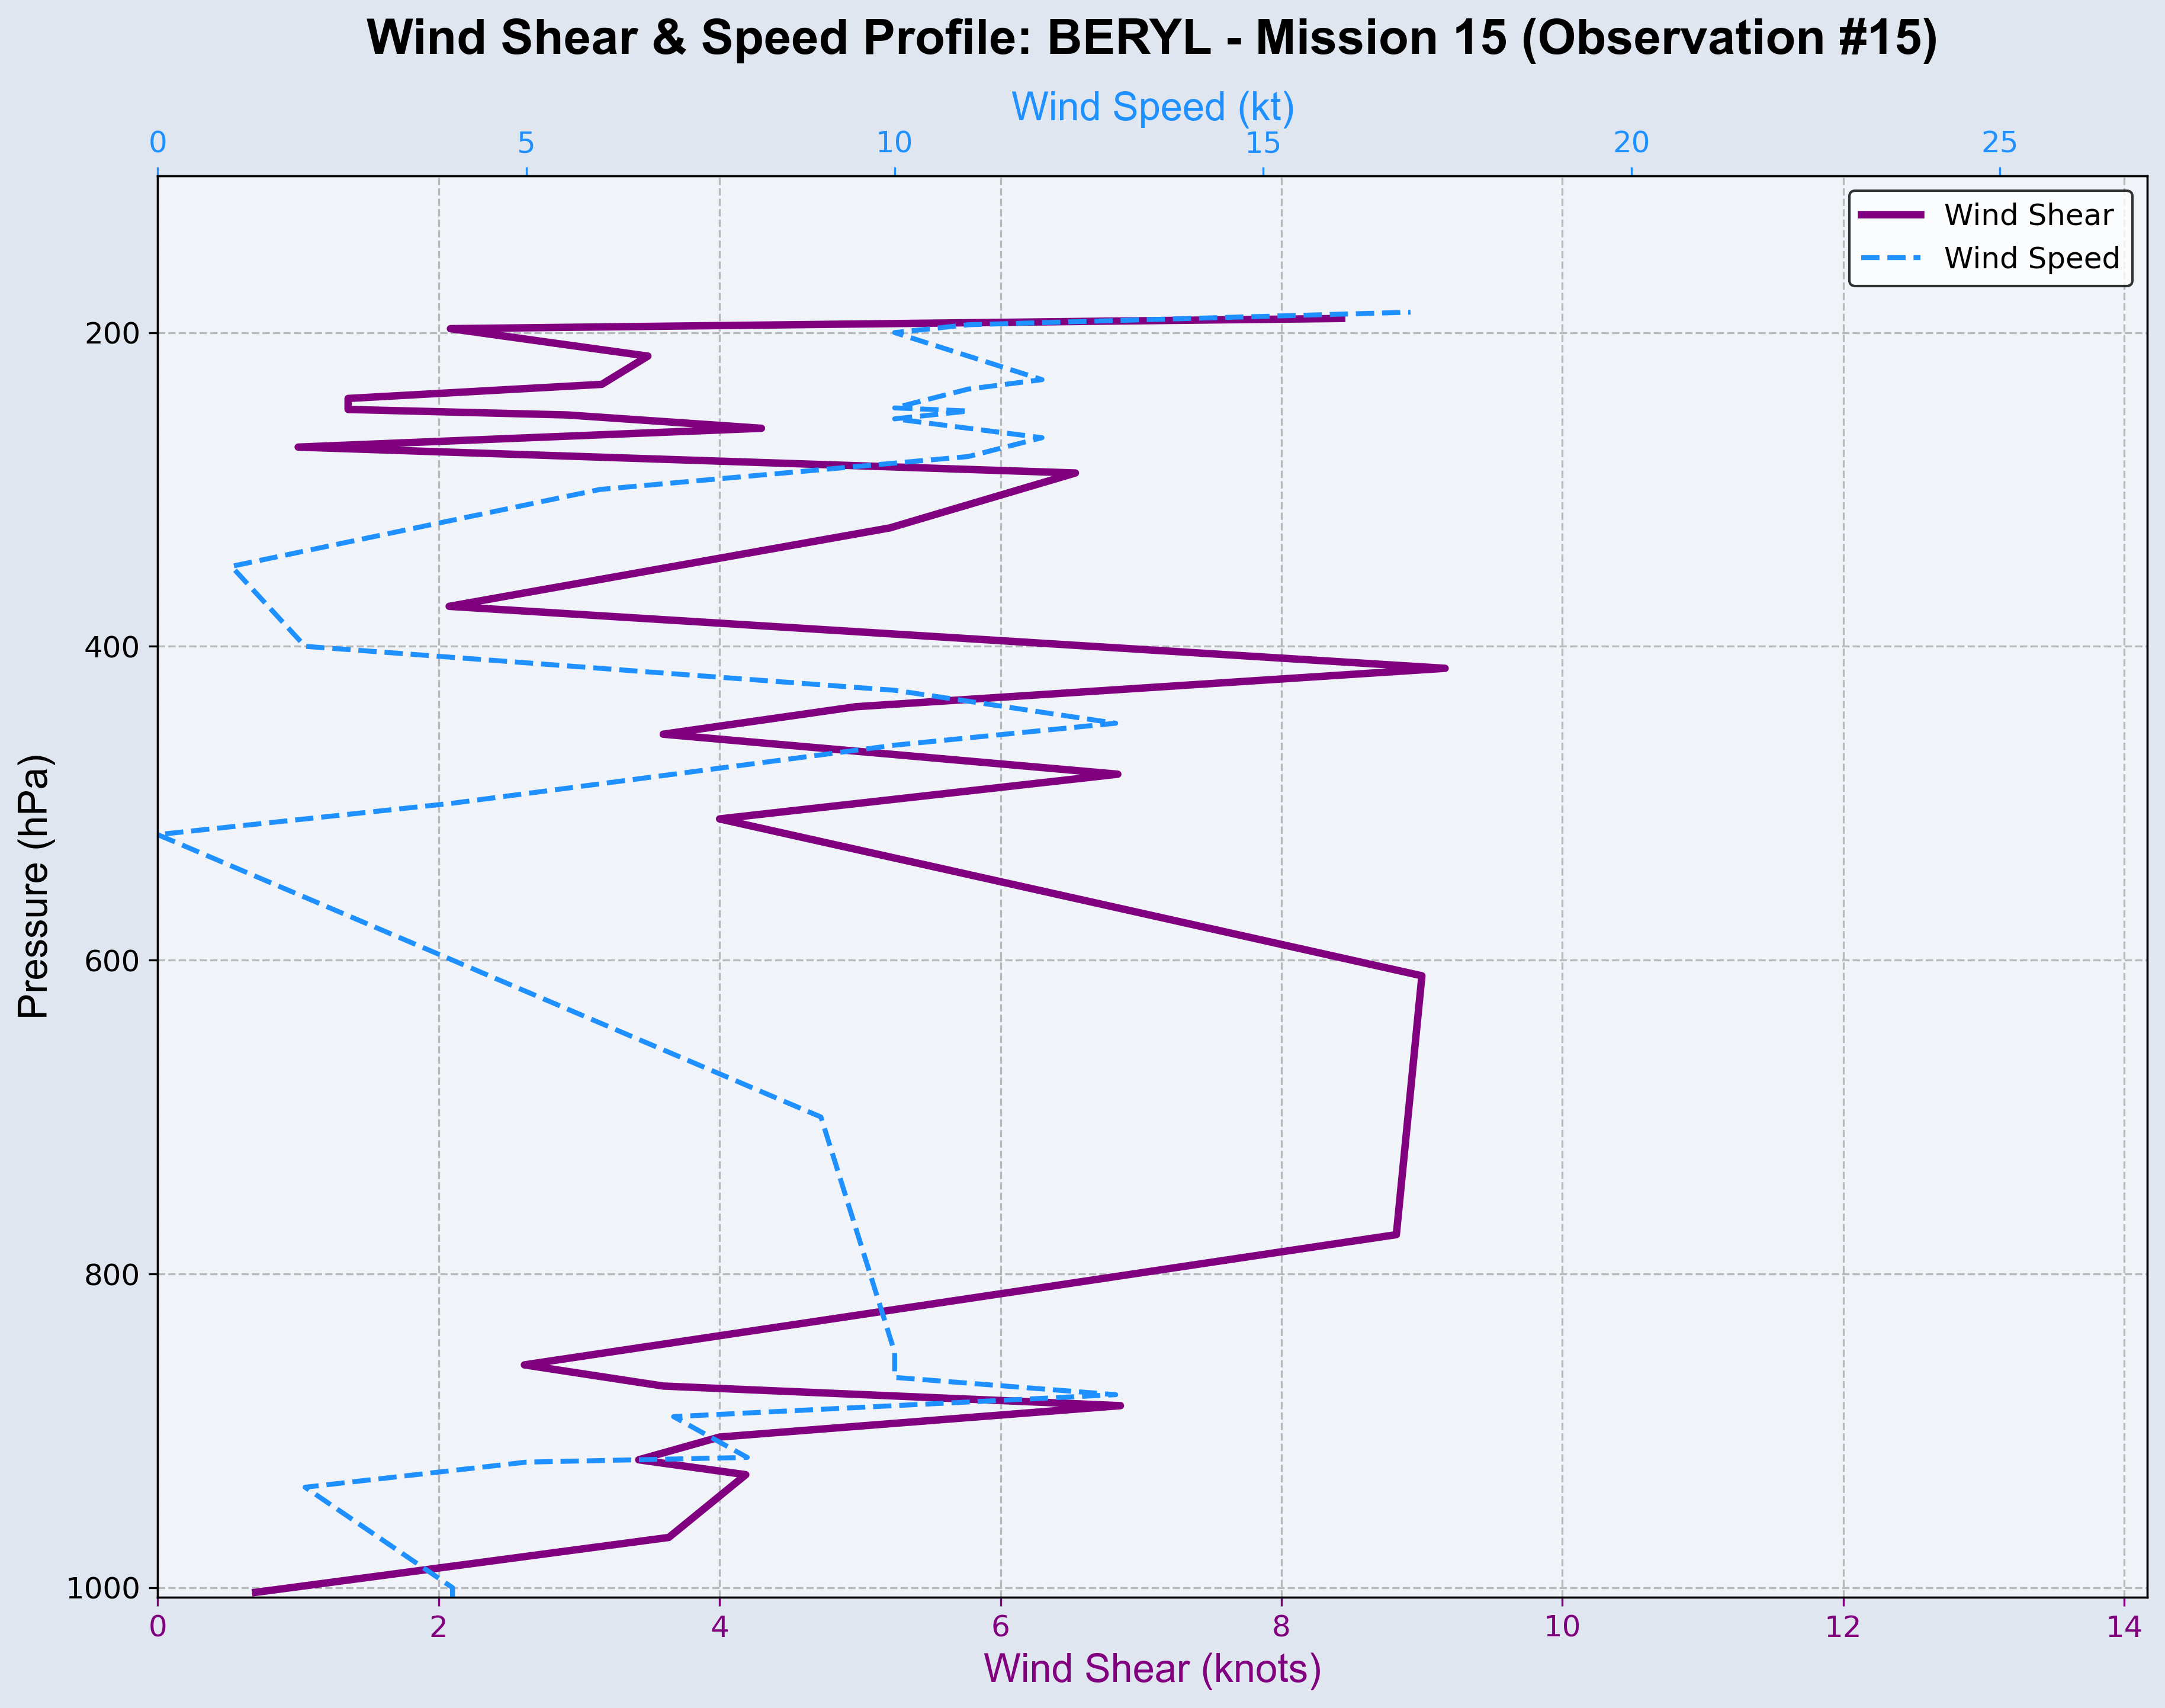 Wind Shear & Speed Profile: BERYL - Mission 15 (Observation #15)
Wind Speed (kt)
0 5 10 15 20 25
Wind Shear
Wind Speed
200
400
600
800
1000
Pressure (hPa)
0 2 4 6 8 10 12 14
Wind Shear (knots)